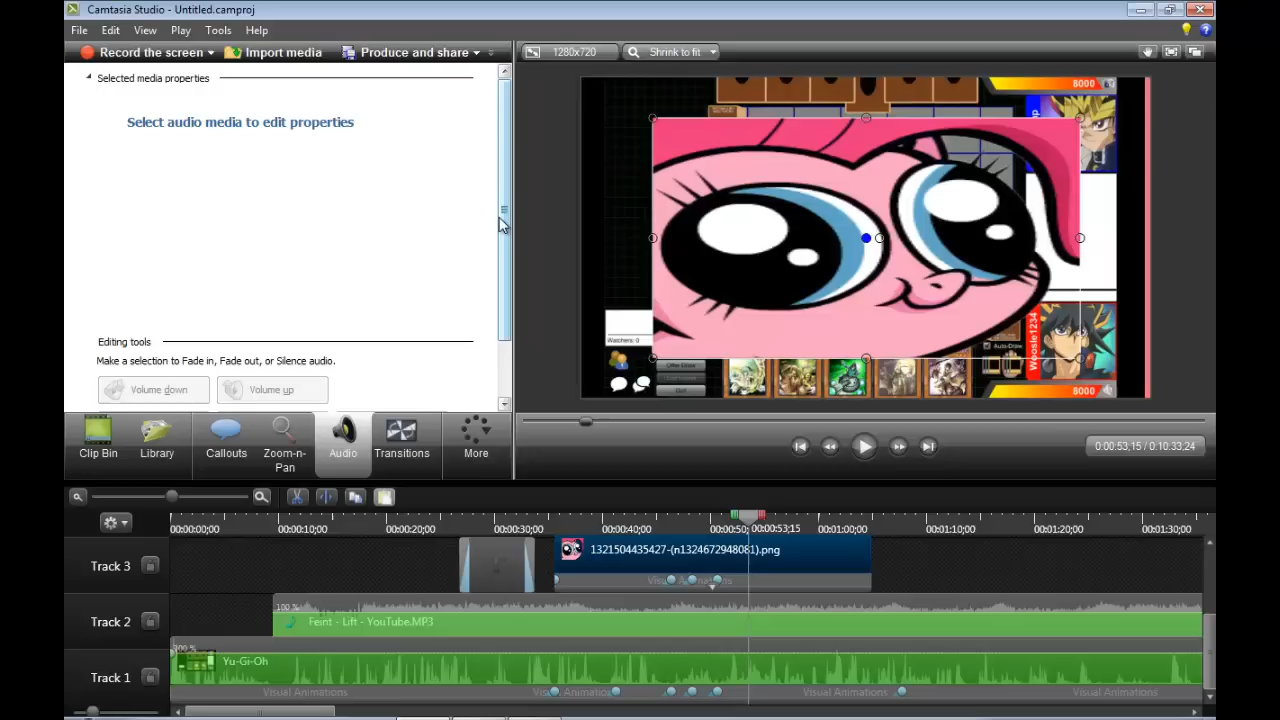 Camtasia Studio - Untitled.camproj
File Edit View Play Tools Help
Record the screen Import media Produce and share
1280x720 Shrink to fit
Selected media properties
Select audio media to edit properties
8000
Watchers: 0
Woosle1234
Auto-Draw
8000
Editing tools
Make a selection to Fade in, Fade out, or Silence audio.
Volume down Volume up
Clip Bin Library Callouts Zoom-n-Pan Audio Transitions More
0:00:53,15 / 0:10:33,24
00:00:00;00 00:00:10;00 00:00:20;00 00:00:30;00 00:00:40;00 00:00:50; 00:00:53;15 00:01:00;00 00:01:10;00 00:01:20;00 00:01:30;00
Track 3 1321504435427-(n1324672948081).png
Visual Animations
100 %
Track 2 Feint - Lift - YouTube.MP3
100 %
Yu-Gi-Oh
Track 1
Visual Animations Visual Animations Visual Animations Visual Animations